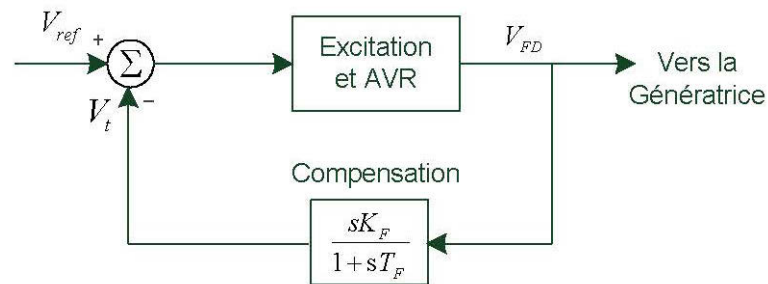 V_ref
+
Σ
−
V_t
Excitation
et AVR
V_FD
Vers la
Génératrice
Compensation
sK_F
1+sT_F